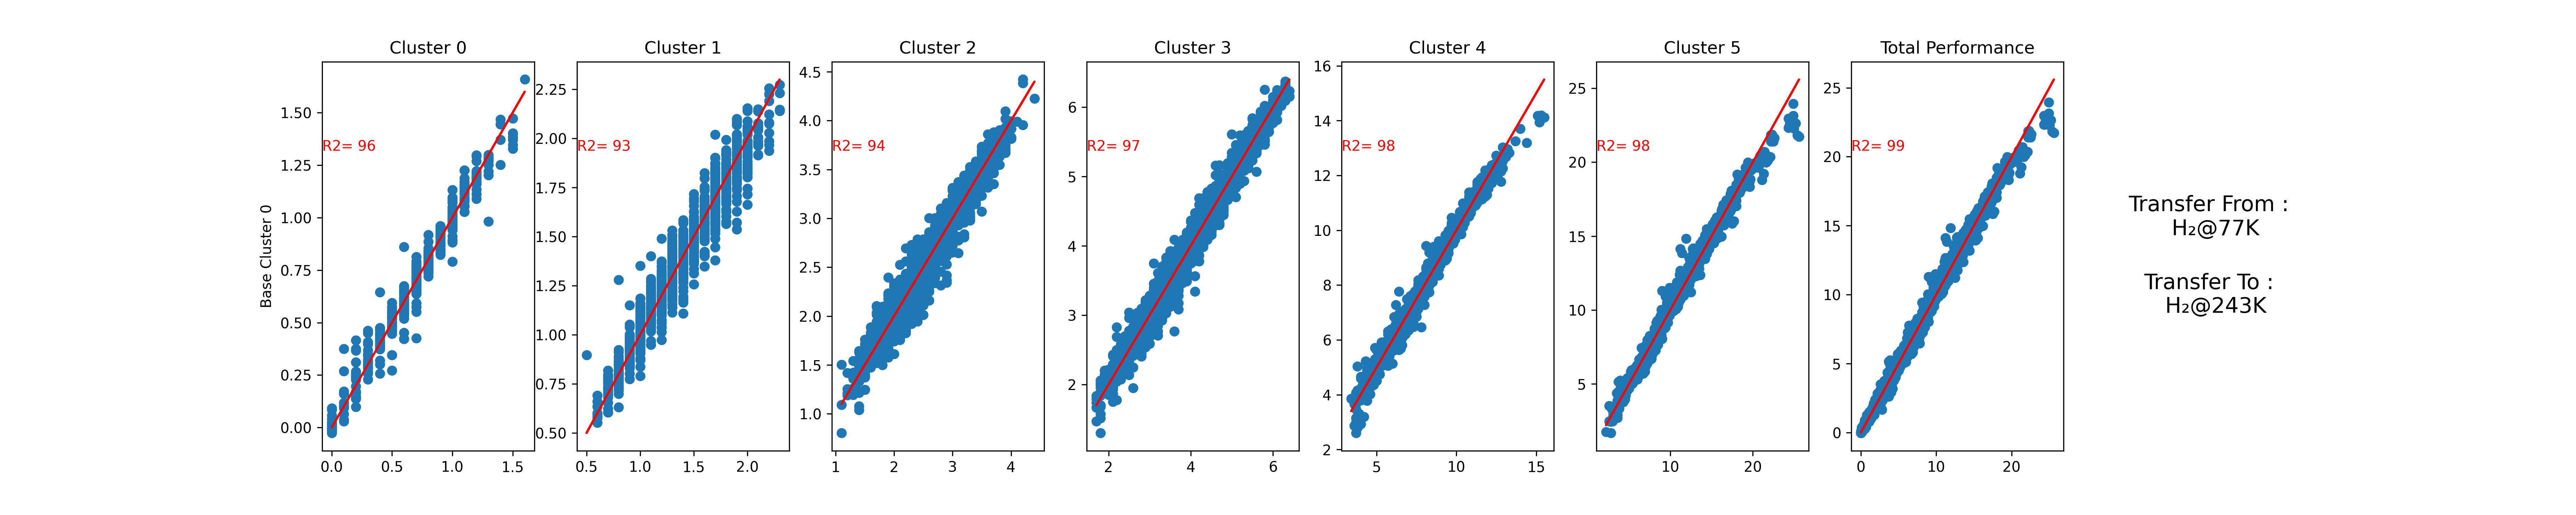 Cluster 0
Cluster 1
Cluster 2
Cluster 3
Cluster 4
Cluster 5
Total Performance
Base Cluster 0
1.50
1.25
1.00
0.75
0.50
0.25
0.00
R2= 96
0.0 0.5 1.0 1.5
2.25
2.00
1.75
1.50
1.25
1.00
0.75
0.50
R2= 93
0.5 1.0 1.5 2.0
4.5
4.0
3.5
3.0
2.5
2.0
1.5
1.0
R2= 94
1 2 3 4
6
5
4
3
2
R2= 97
2 4 6
16
14
12
10
8
6
4
2
R2= 98
5 10 15
25
20
15
10
5
R2= 98
10 20
25
20
15
10
5
0
R2= 99
0 10 20
Transfer From :
H₂@77K
Transfer To :
H₂@243K